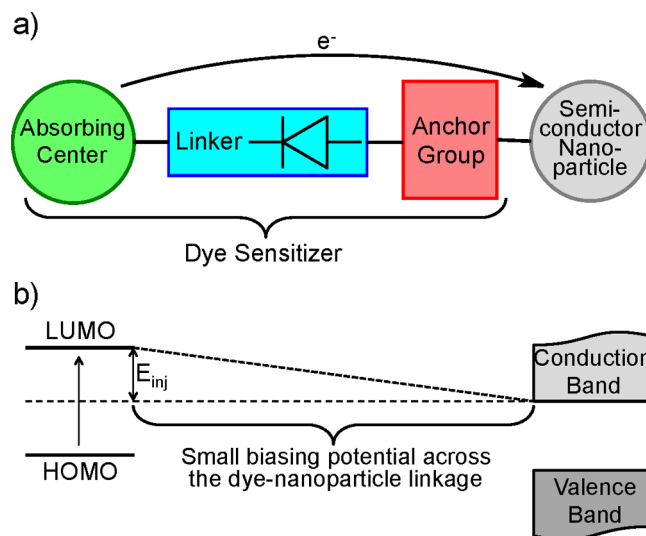 a)
e-
Absorbing
Center
Linker
Anchor
Group
Semi-
conductor
Nano-
particle
Dye Sensitizer
b)
LUMO
Einj
Conduction
Band
HOMO
Small biasing potential across
the dye-nanoparticle linkage
Valence
Band